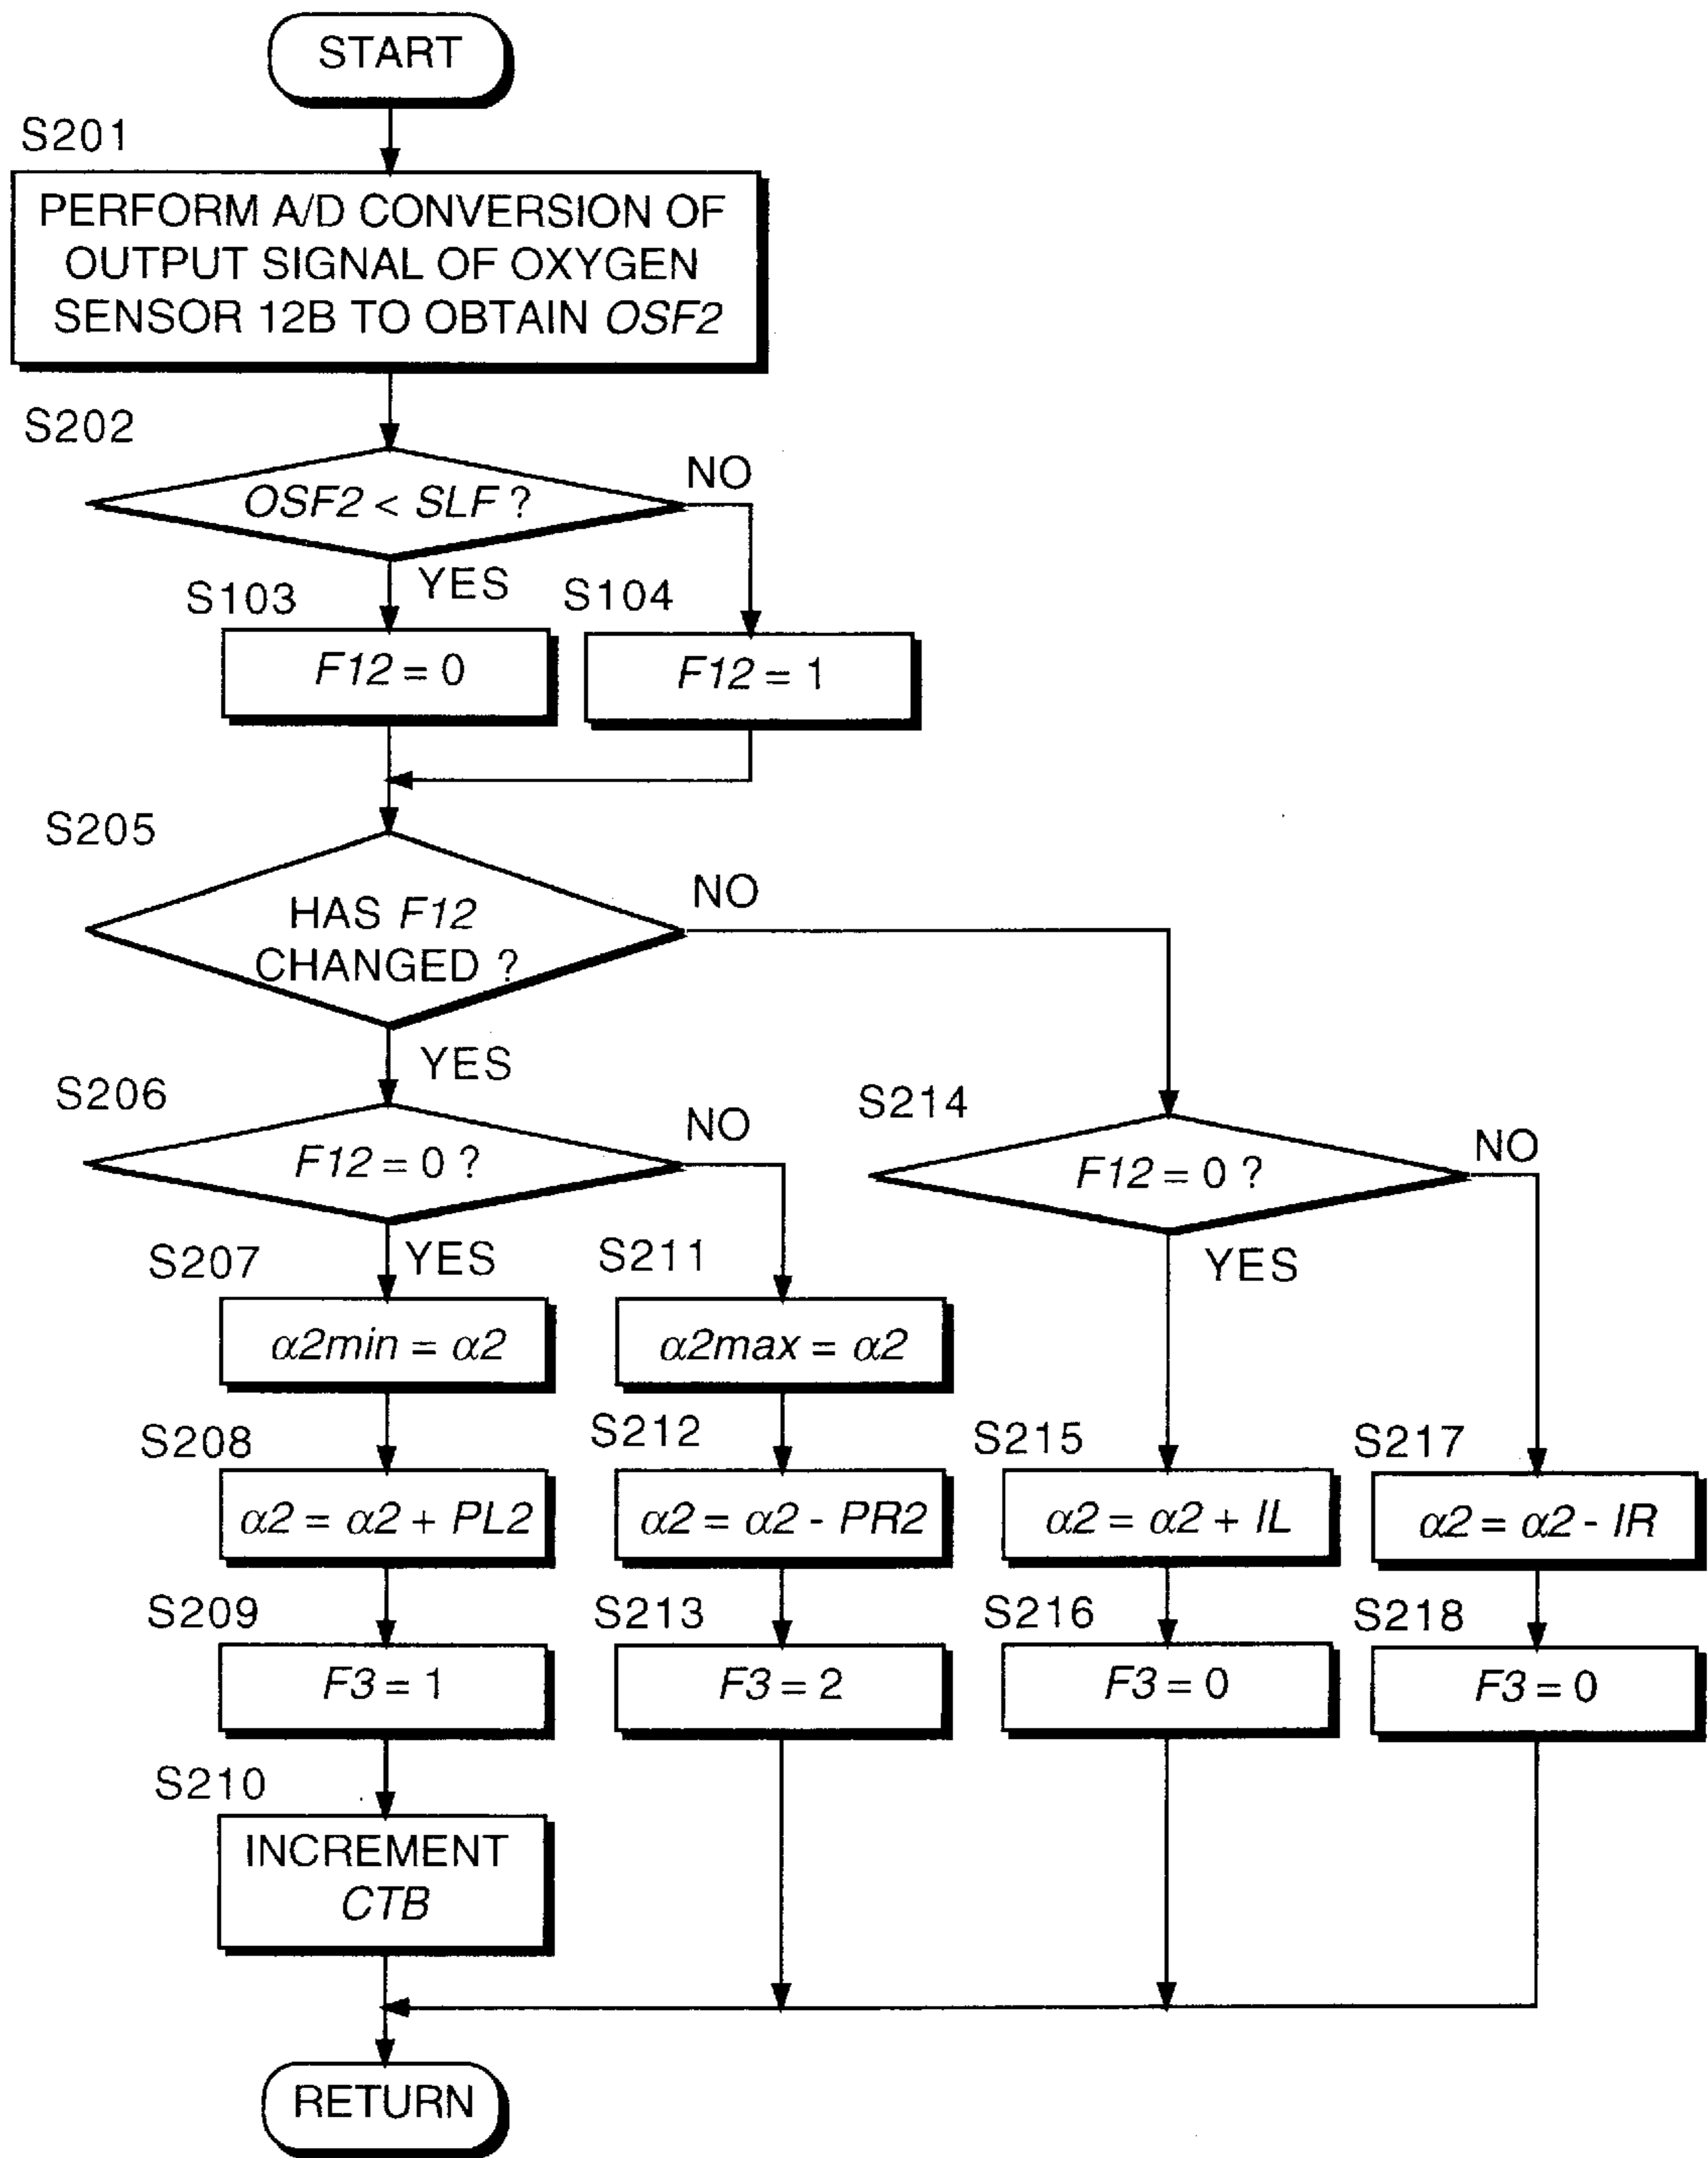 START
S201
PERFORM A/D CONVERSION OF
OUTPUT SIGNAL OF OXYGEN
SENSOR 12B TO OBTAIN OSF2
S202
OSF2 < SLF ?
NO
YES
S103
F12 = 0
S104
F12 = 1
S205
HAS F12
CHANGED ?
NO
YES
S206
F12 = 0 ?
NO
YES
S214
F12 = 0 ?
NO
YES
S207
α2min = α2
S211
α2max = α2
S208
α2 = α2 + PL2
S212
α2 = α2 - PR2
S215
α2 = α2 + IL
S217
α2 = α2 - IR
S209
F3 = 1
S213
F3 = 2
S216
F3 = 0
S218
F3 = 0
S210
INCREMENT
CTB
RETURN